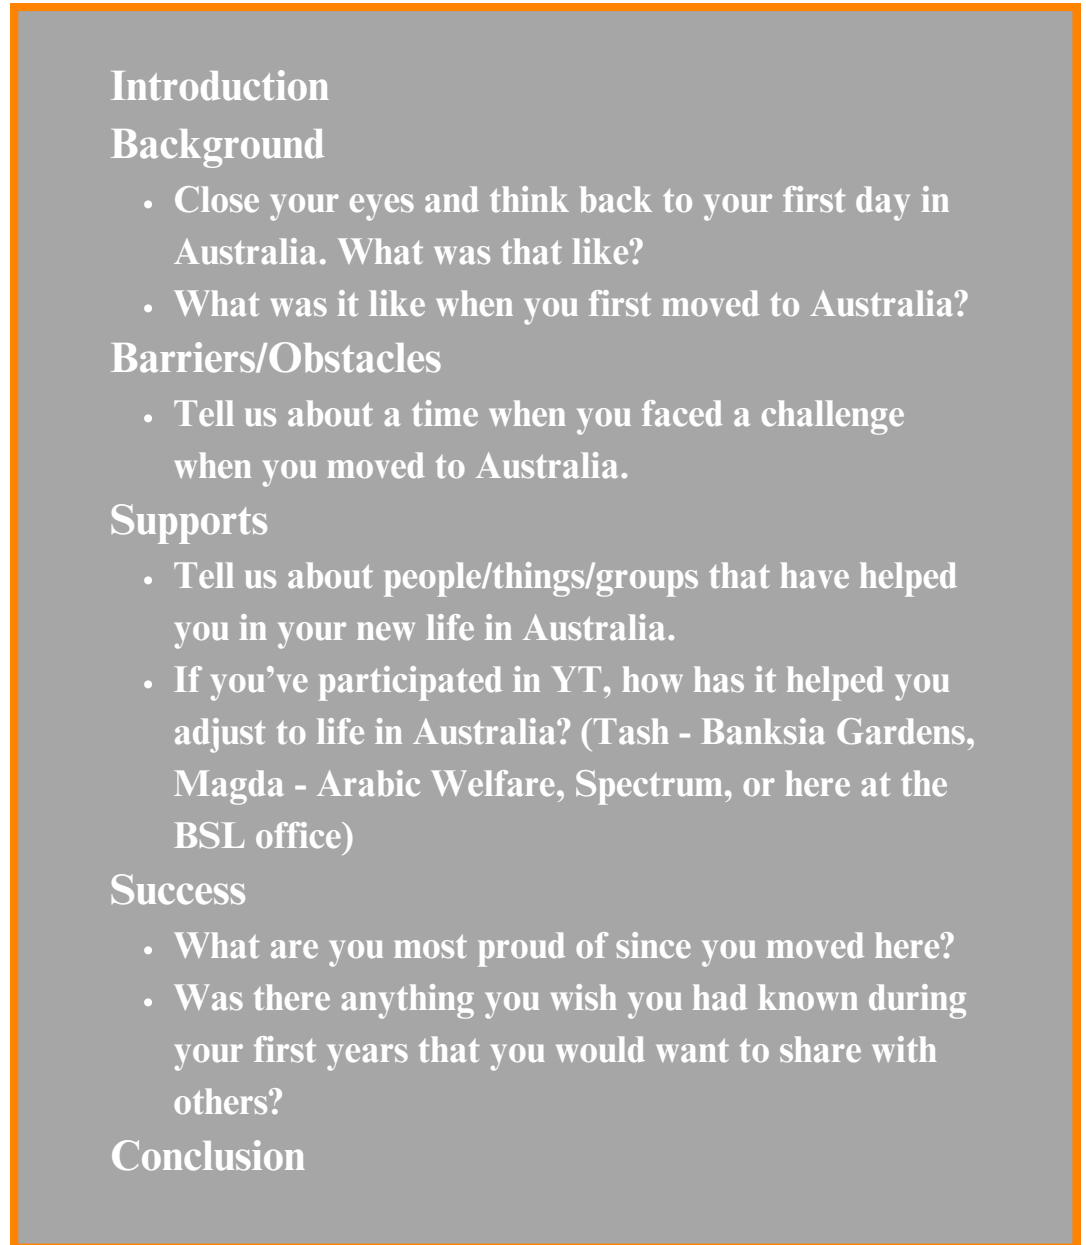 Introduction
Background
• Close your eyes and think back to your first day in
Australia. What was that like?
• What was it like when you first moved to Australia?
Barriers/Obstacles
• Tell us about a time when you faced a challenge
when you moved to Australia.
Supports
• Tell us about people/things/groups that have helped
you in your new life in Australia.
• If you’ve participated in YT, how has it helped you
adjust to life in Australia? (Tash - Banksia Gardens,
Magda - Arabic Welfare, Spectrum, or here at the
BSL office)
Success
• What are you most proud of since you moved here?
• Was there anything you wish you had known during
your first years that you would want to share with
others?
Conclusion